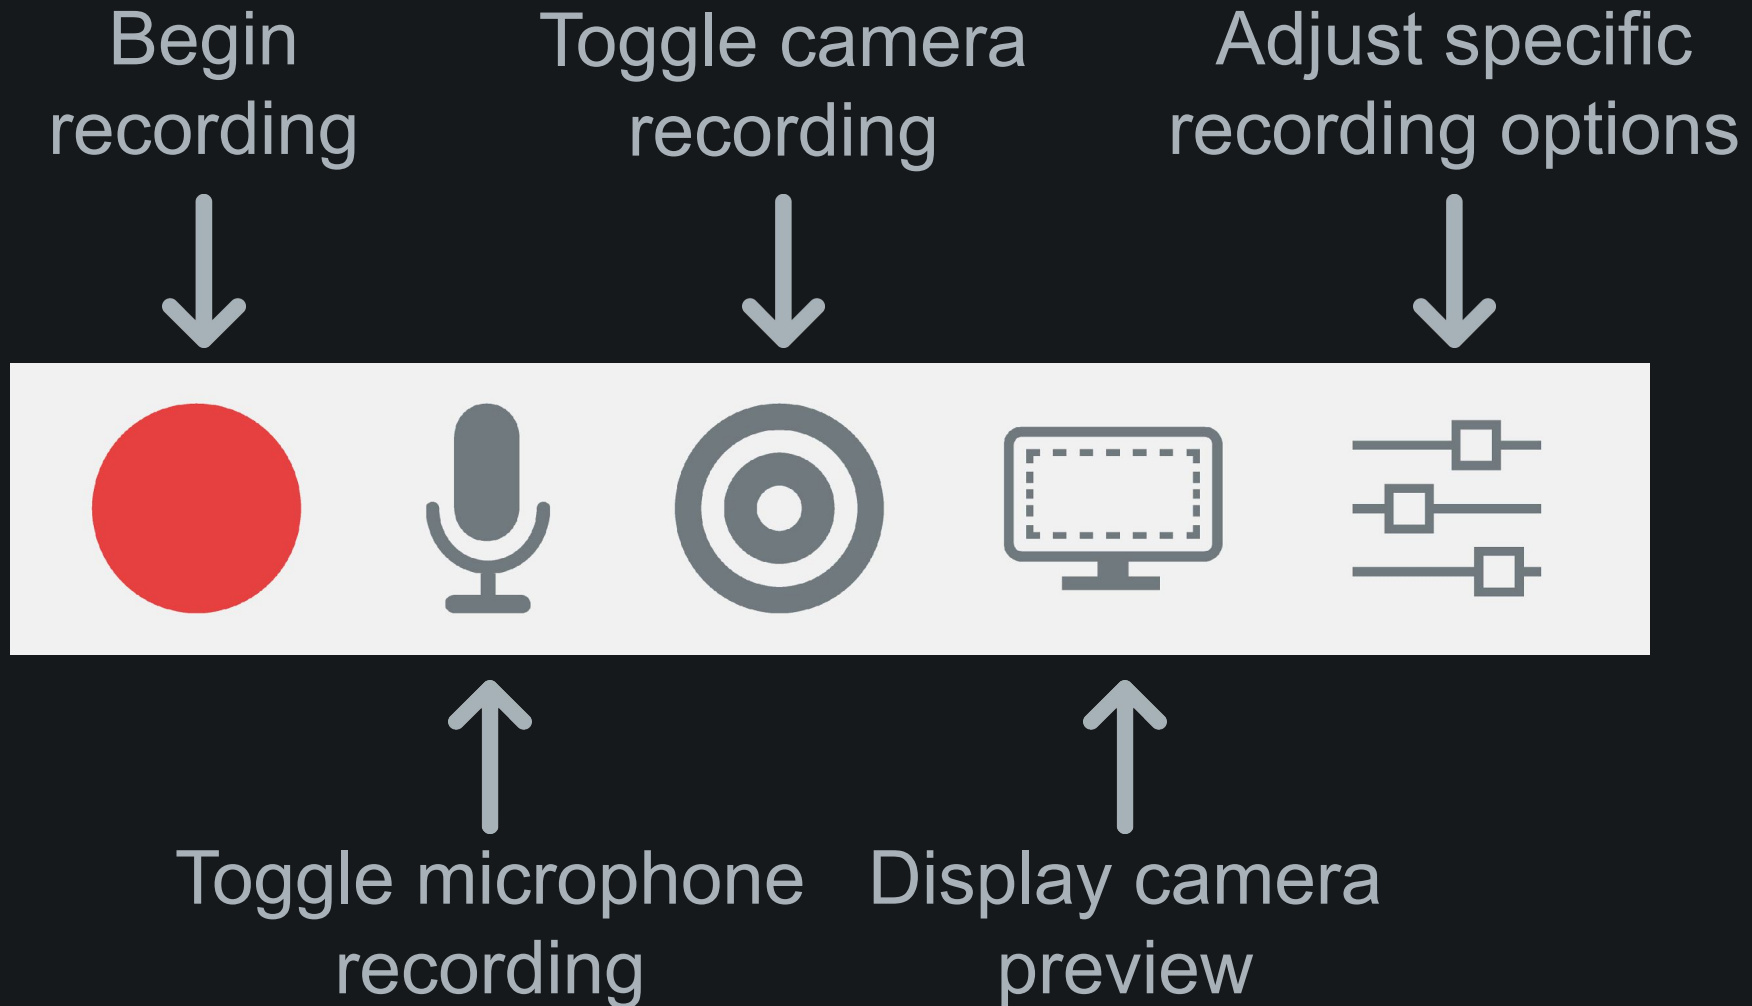 Begin
recording
Toggle camera
recording
Adjust specific
recording options
Toggle microphone
recording
Display camera
preview